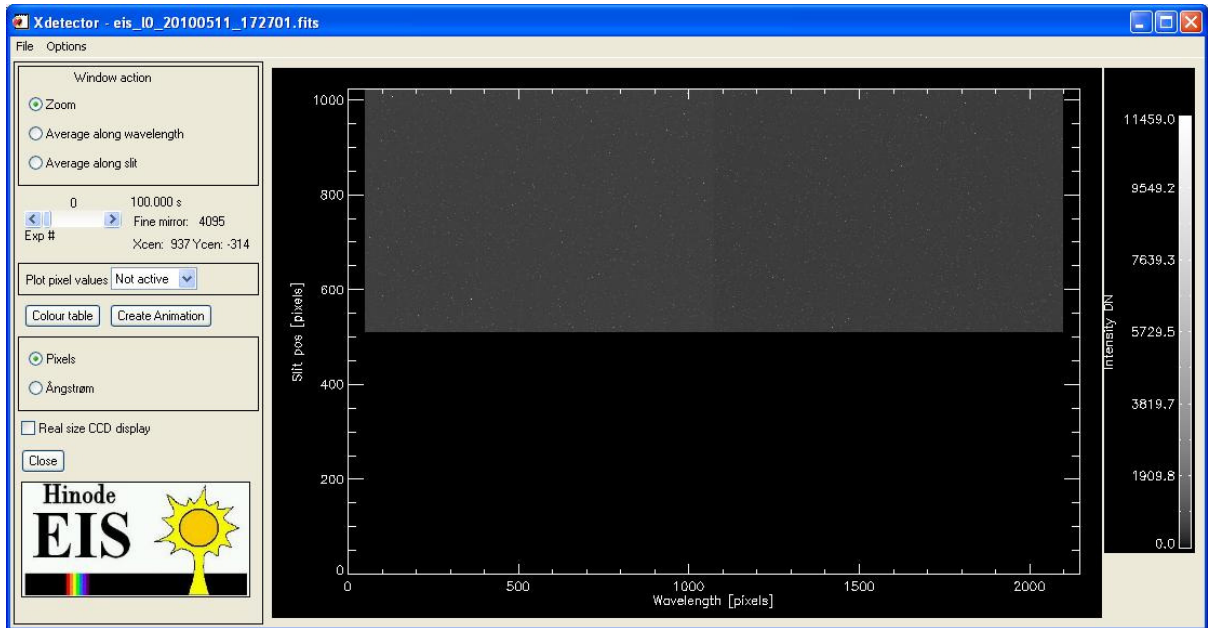 Xdetector - eis_l0_20100511_172701.fits
File Options
Window action
Zoom
Average along wavelength
Average along slit
0 100.000 s
Fine mirror: 4095
Exp #
Xcen: 937 Ycen: -314
Plot pixel values Not active
Colour table Create Animation
Pixels
Ångstrøm
Real size CCD display
Close
Hinode
EIS
Slit pos [pixels]
1000
800
600
400
200
0
0 500 1000 1500 2000
Wavelength [pixels]
Intensity DN
11459.0
9549.2
7639.3
5729.5
3819.7
1909.8
0.0